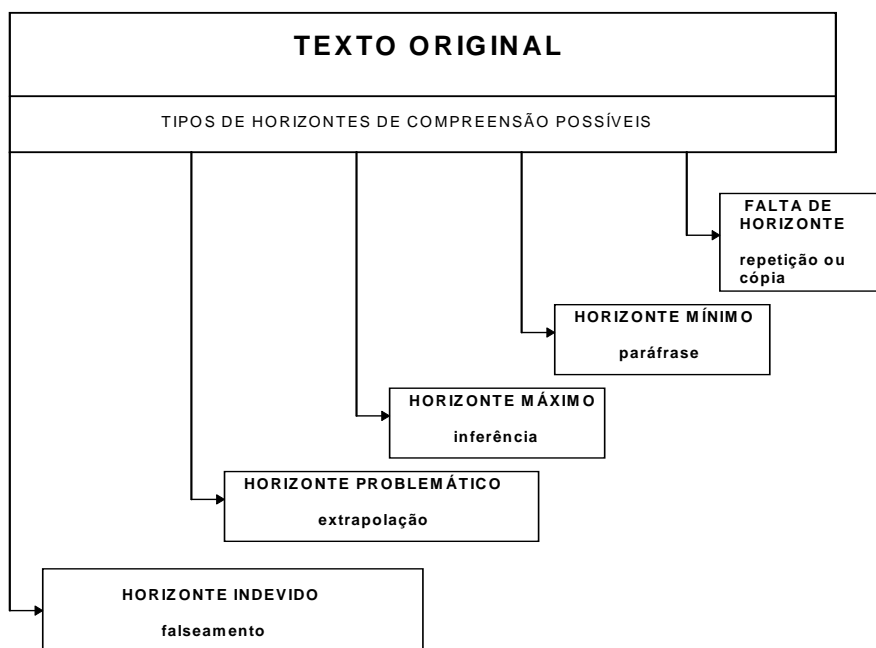 TEXTO ORIGINAL
TIPOS DE HORIZONTES DE COMPREENSÃO POSSÍVEIS
FALTA DE
HORIZONTE
repetição ou
cópia
HORIZONTE MÍNIMO
paráfrase
HORIZONTE MÁXIMO
inferência
HORIZONTE PROBLEMÁTICO
extrapolação
HORIZONTE INDEVIDO
falseamento